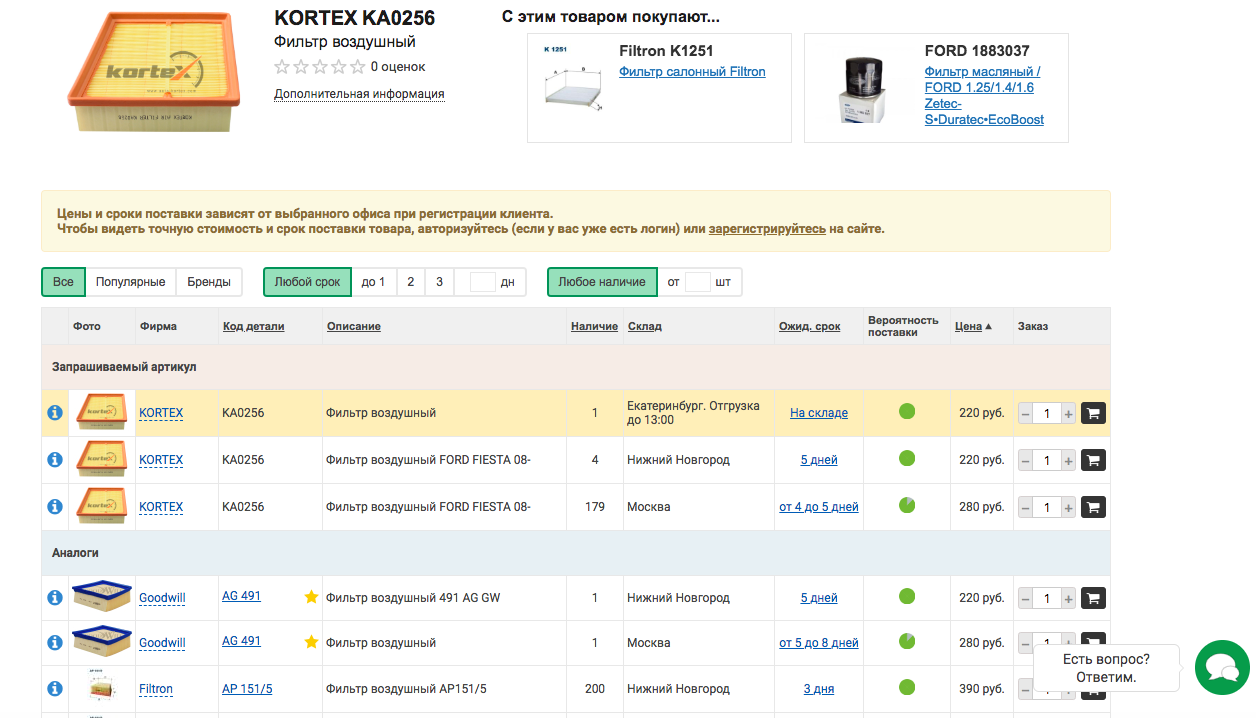 KORTEX KA0256
Фильтр воздушный
0 оценок
Дополнительная информация
kortex
С этим товаром покупают...
K 1251
Filtron K1251
Фильтр салонный Filtron
FORD 1883037
Фильтр масляный /
FORD 1.25/1.4/1.6
Zetec-
S•Duratec•EcoBoost
Цены и сроки поставки зависят от выбранного офиса при регистрации клиента.
Чтобы видеть точную стоимость и срок поставки товара, авторизуйтесь (если у вас уже есть логин) или зарегистрируйтесь на сайте.
Все Популярные Бренды Любой срок до 1 2 3 дн Любое наличие от шт
Фото Фирма Код детали Описание Наличие Склад Ожид. срок Вероятность поставки Цена ▲ Заказ
Запрашиваемый артикул
KORTEX KA0256 Фильтр воздушный 1 Екатеринбург. Отгрузка до 13:00 На складе 220 руб. – 1 +
KORTEX KA0256 Фильтр воздушный FORD FIESTA 08- 4 Нижний Новгород 5 дней 220 руб. – 1 +
KORTEX KA0256 Фильтр воздушный FORD FIESTA 08- 179 Москва от 4 до 5 дней 280 руб. – 1 +
Аналоги
Goodwill AG 491 Фильтр воздушный 491 AG GW 1 Нижний Новгород 5 дней 220 руб. – 1 +
Goodwill AG 491 Фильтр воздушный 1 Москва от 5 до 8 дней 280 руб. – 1 +
Filtron AP 151/5 Фильтр воздушный AP151/5 200 Нижний Новгород 3 дня 390 руб.
Есть вопрос?
Ответим.